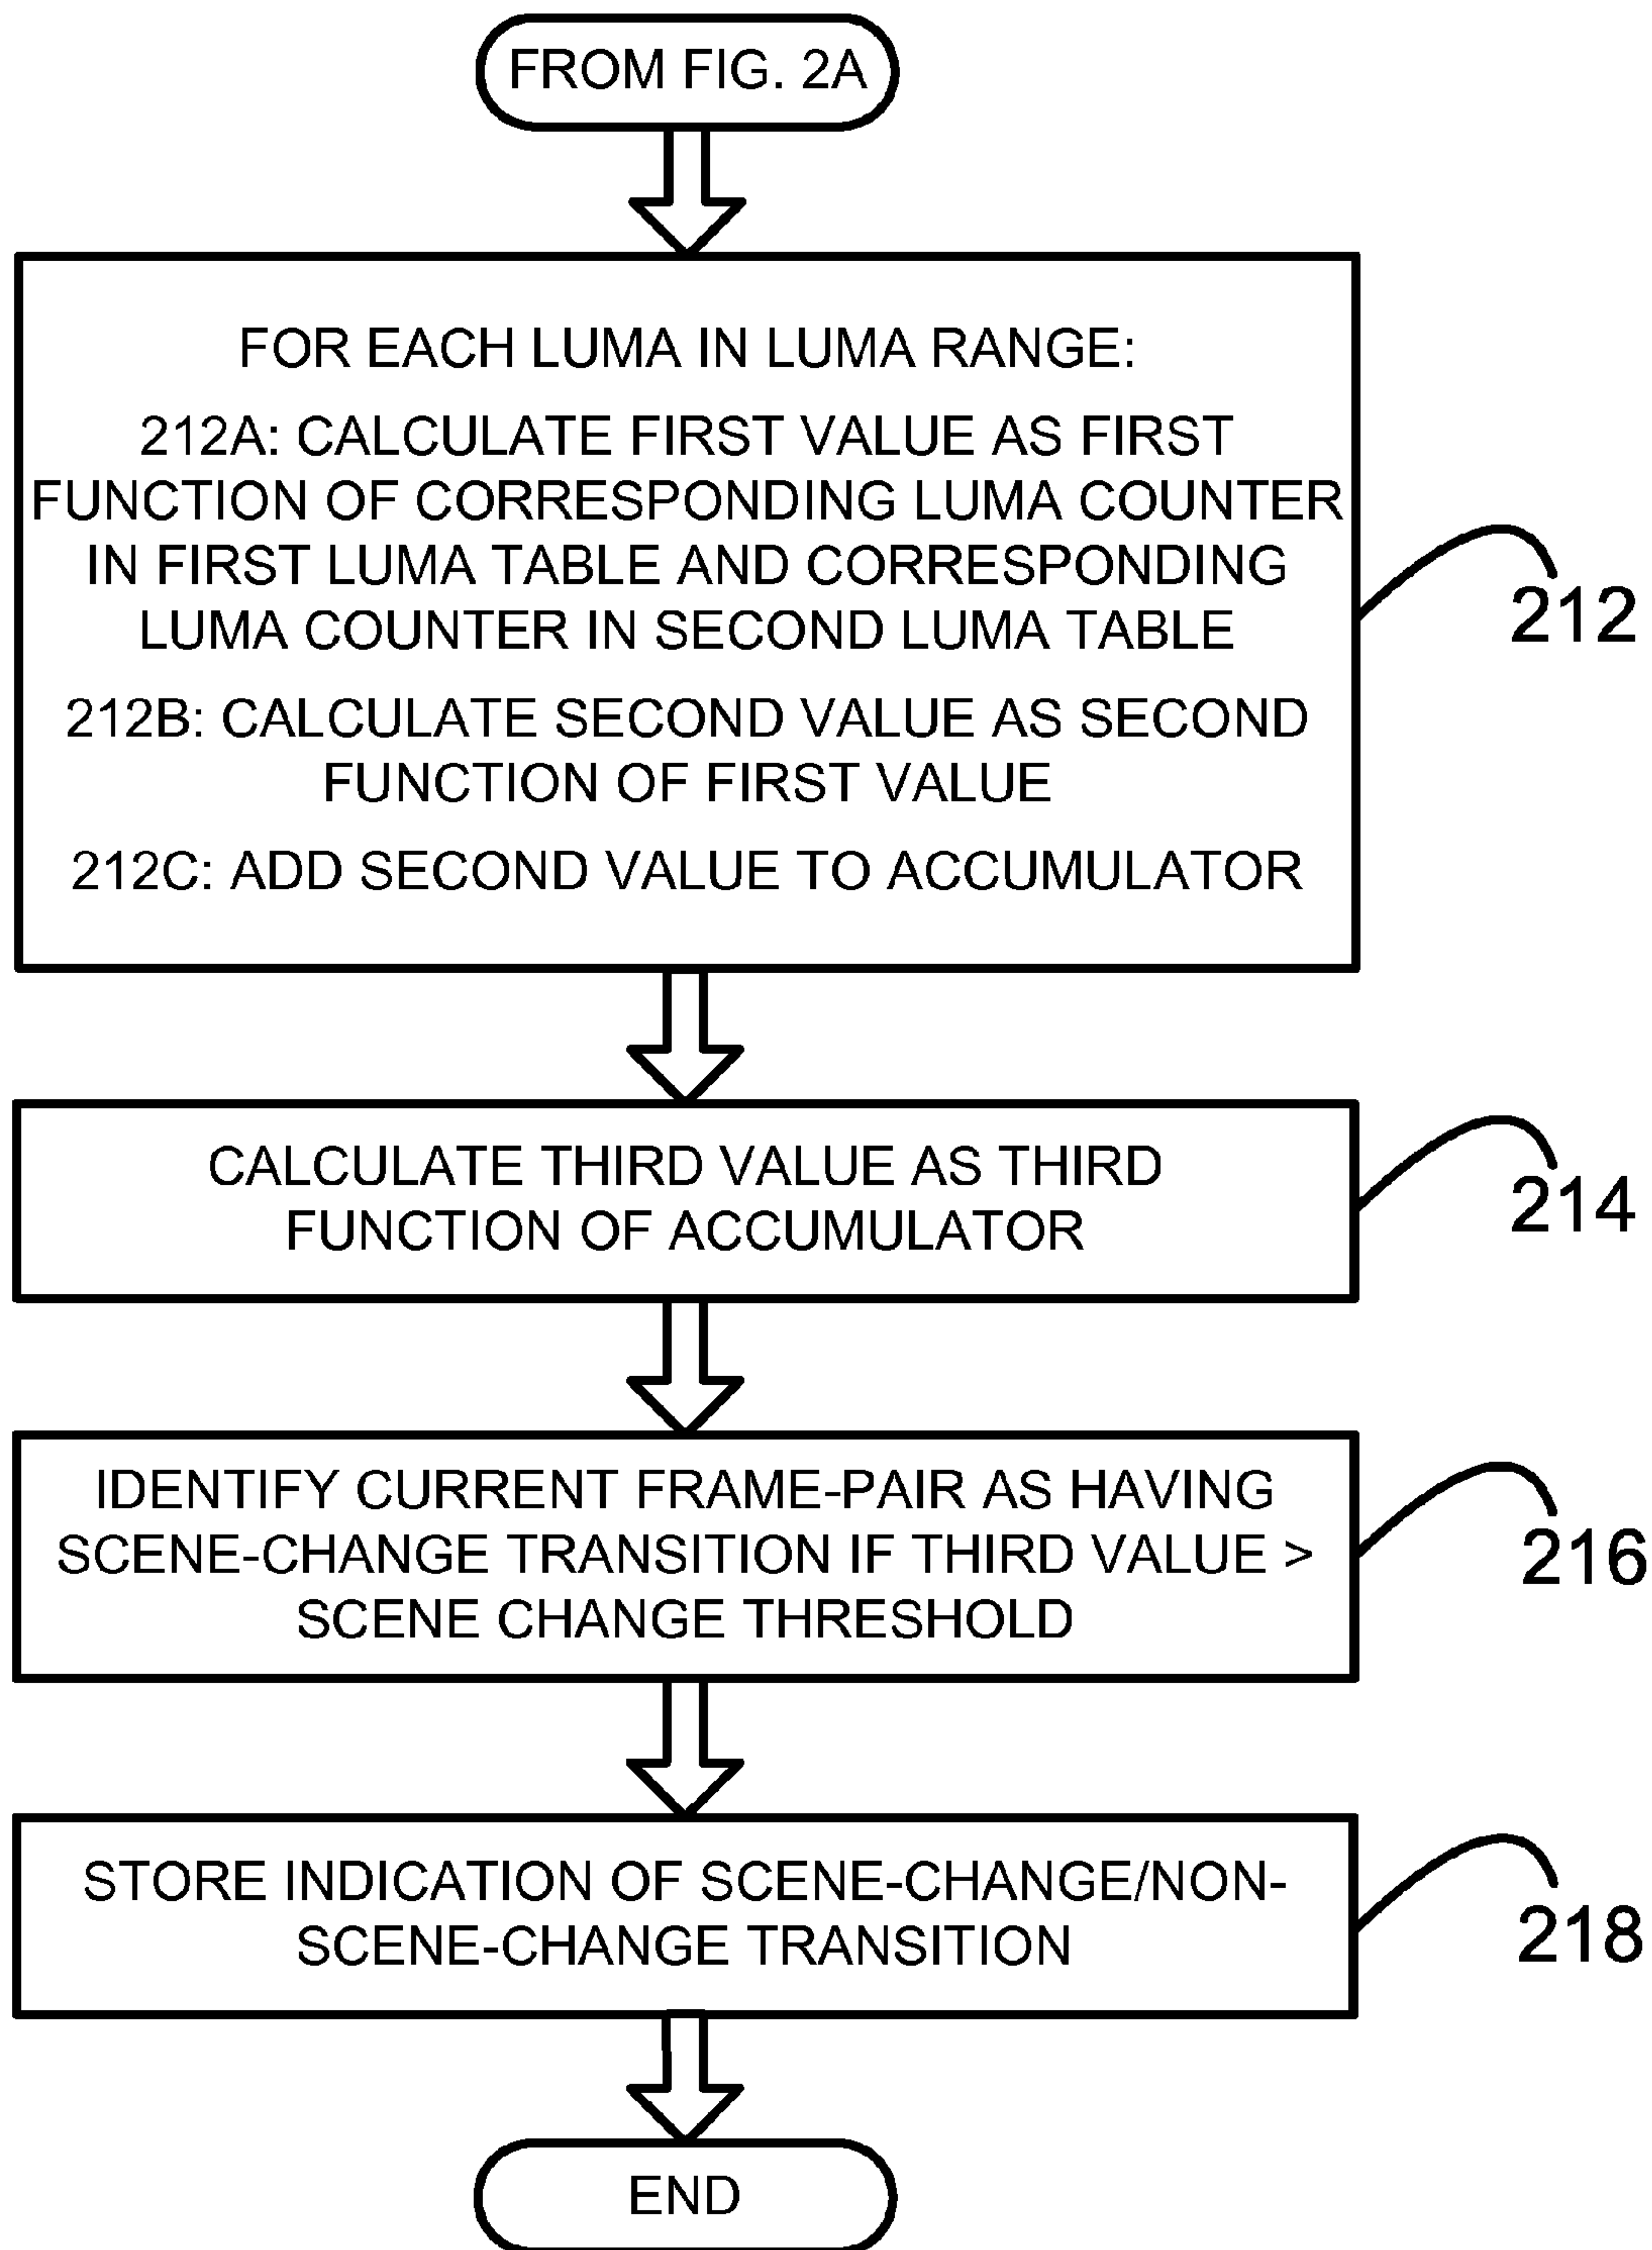 FROM FIG. 2A
FOR EACH LUMA IN LUMA RANGE:
212A: CALCULATE FIRST VALUE AS FIRST
FUNCTION OF CORRESPONDING LUMA COUNTER
IN FIRST LUMA TABLE AND CORRESPONDING
LUMA COUNTER IN SECOND LUMA TABLE
212B: CALCULATE SECOND VALUE AS SECOND
FUNCTION OF FIRST VALUE
212C: ADD SECOND VALUE TO ACCUMULATOR
212
CALCULATE THIRD VALUE AS THIRD
FUNCTION OF ACCUMULATOR
214
IDENTIFY CURRENT FRAME-PAIR AS HAVING
SCENE-CHANGE TRANSITION IF THIRD VALUE >
SCENE CHANGE THRESHOLD
216
STORE INDICATION OF SCENE-CHANGE/NON-
SCENE-CHANGE TRANSITION
218
END